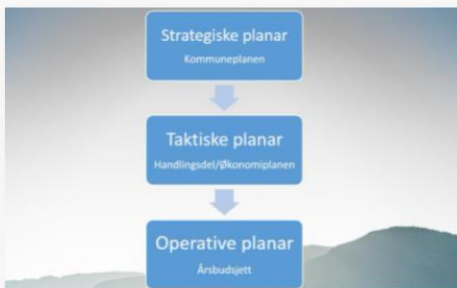 Strategiske planar
Kommuneplanen
Taktiske planar
Handlingsdel/Økonomiplanen
Operative planar
Årsbudsjett